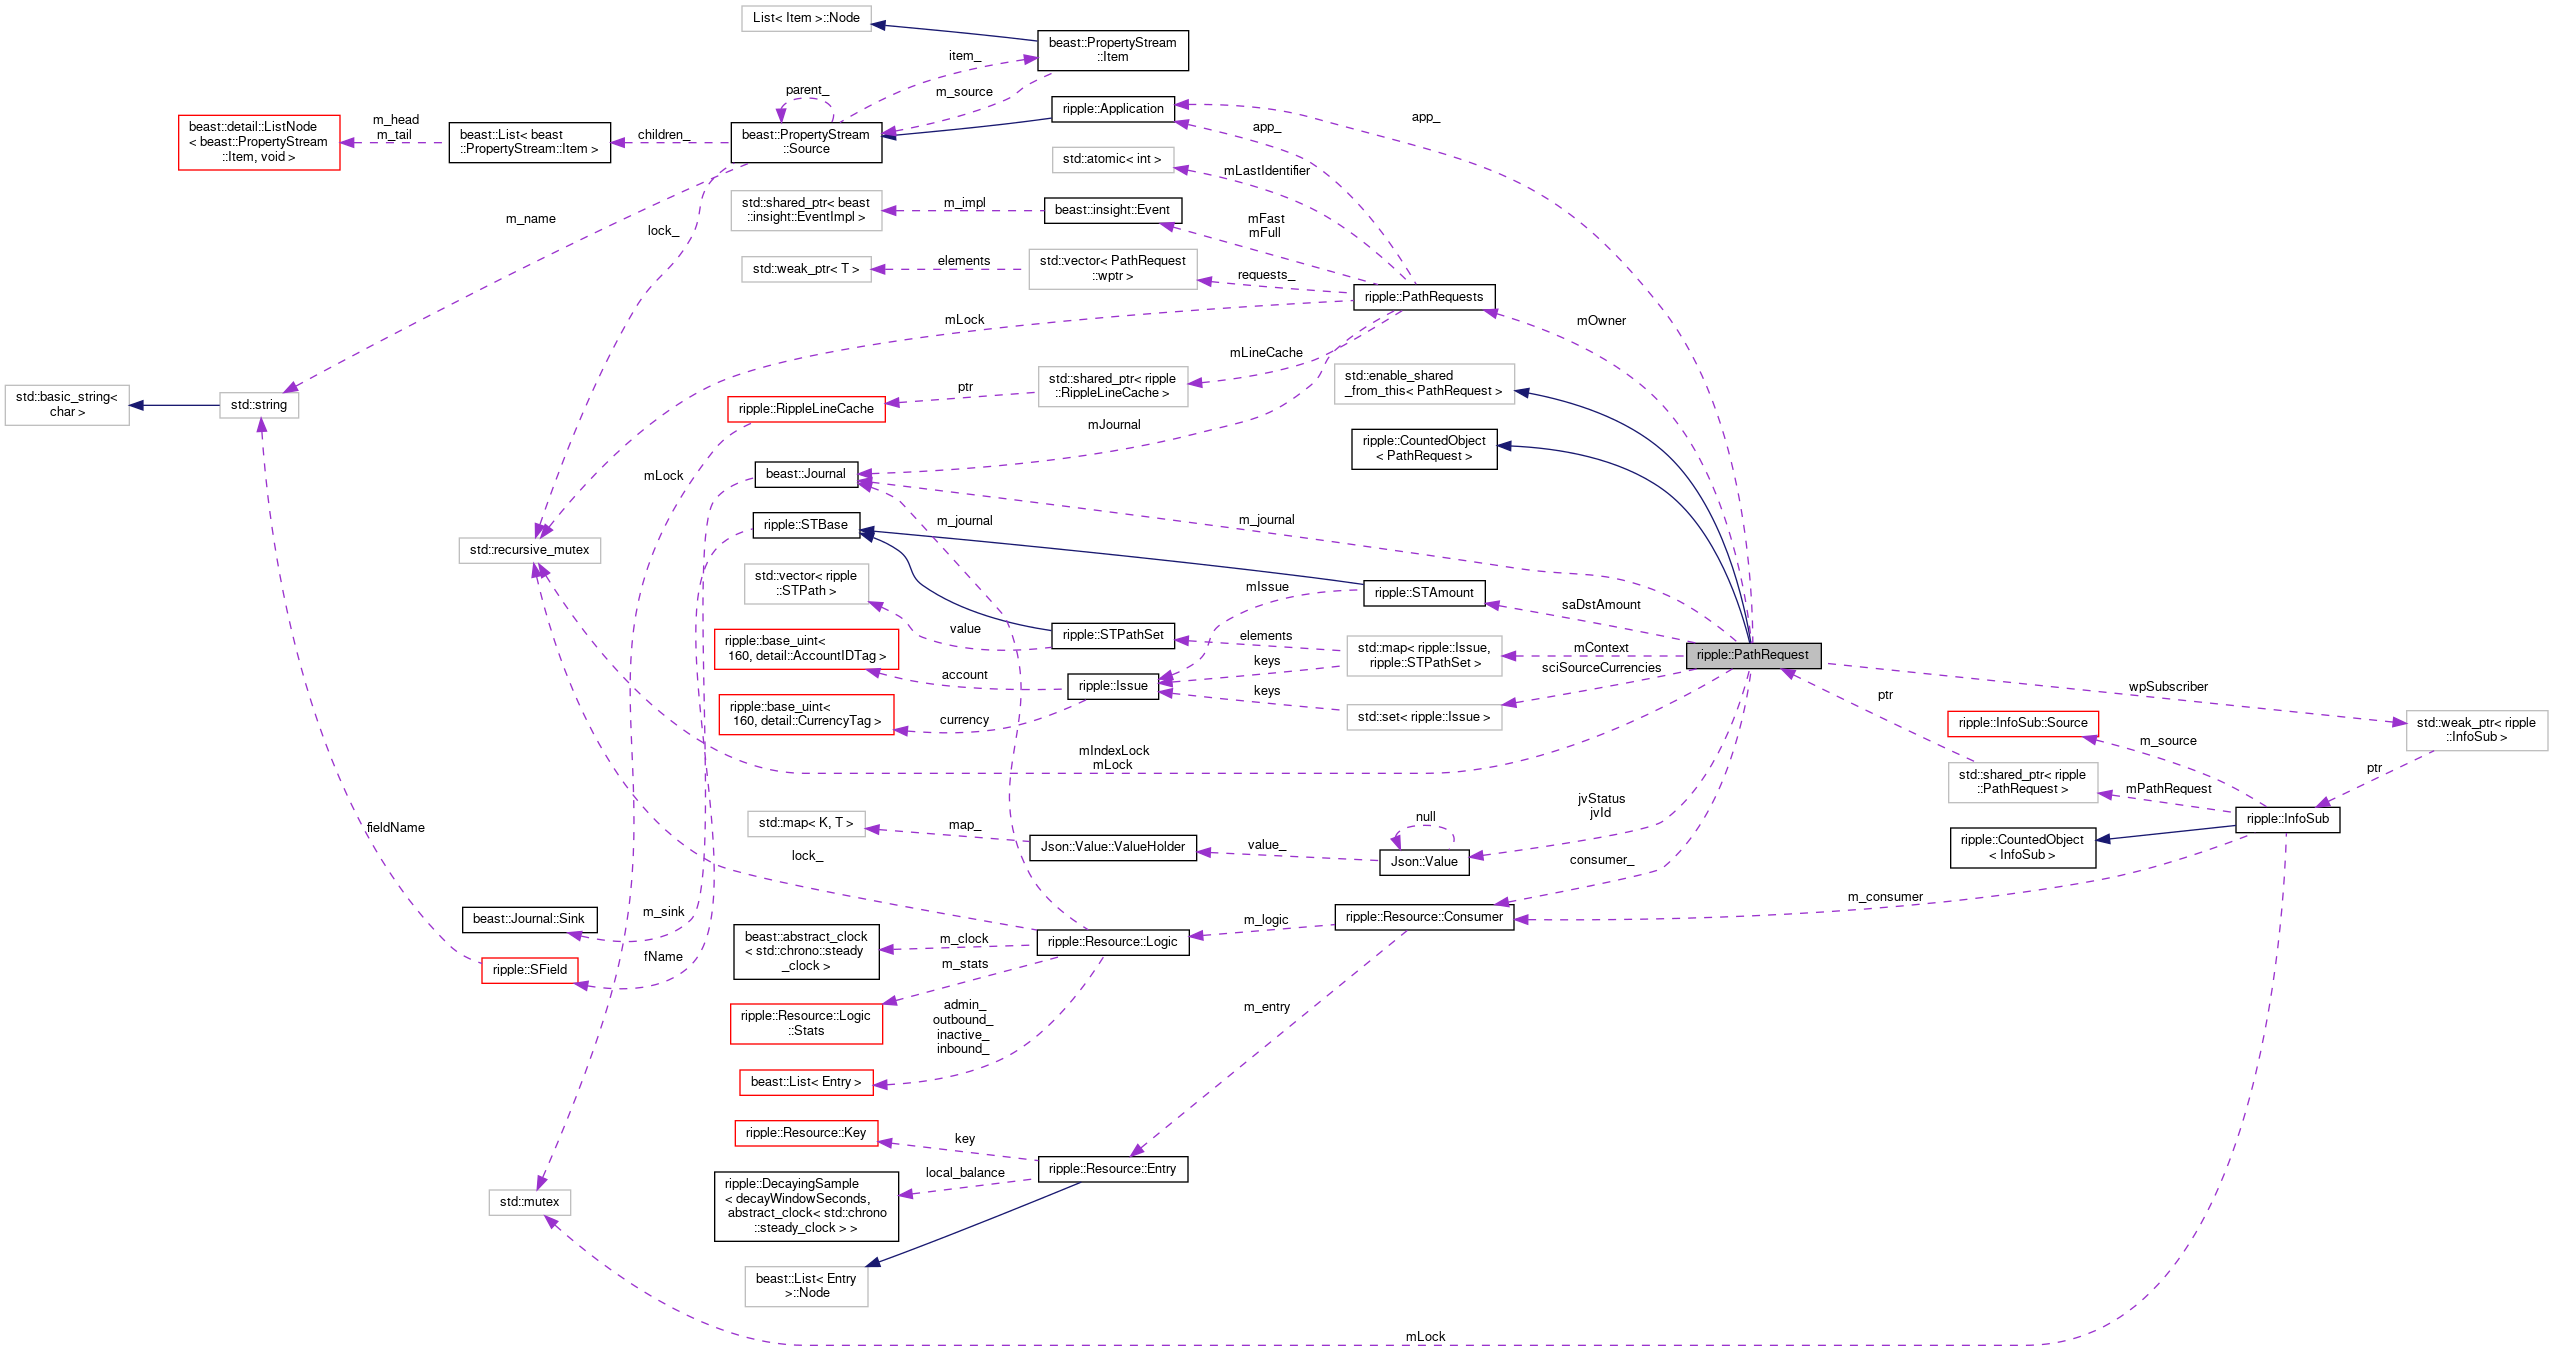 List< Item >::Node
beast::PropertyStream
::Item
item_
parent_
m_source
ripple::Application
app_
app_
beast::detail::ListNode
< beast::PropertyStream
::Item, void >
m_head
m_tail
beast::List< beast
::PropertyStream::Item >
children_
beast::PropertyStream
::Source
std::atomic< int >
mLastIdentifier
m_name
lock_
std::shared_ptr< beast
::insight::EventImpl >
m_impl
beast::insight::Event
mFast
mFull
std::weak_ptr< T >
elements
std::vector< PathRequest
::wptr >
requests_
ripple::PathRequests
mLock
mOwner
mLineCache
std::basic_string<
char >
std::string
ripple::RippleLineCache
ptr
std::shared_ptr< ripple
::RippleLineCache >
std::enable_shared
_from_this< PathRequest >
mJournal
ripple::CountedObject
< PathRequest >
mLock
beast::Journal
ripple::STBase
m_journal
m_journal
std::recursive_mutex
std::vector< ripple
::STPath >
mIssue
ripple::STAmount
saDstAmount
value
ripple::STPathSet
elements
keys
std::map< ripple::Issue,
ripple::STPathSet >
mContext
ripple::PathRequest
ripple::base_uint<
160, detail::AccountIDTag >
account
ripple::Issue
sciSourceCurrencies
ripple::base_uint<
160, detail::CurrencyTag >
currency
keys
std::set< ripple::Issue >
ptr
wpSubscriber
ripple::InfoSub::Source
m_source
std::weak_ptr< ripple
::InfoSub >
mIndexLock
mLock
std::shared_ptr< ripple
::PathRequest >
mPathRequest
ptr
ripple::InfoSub
jvStatus
jvId
fieldName
std::map< K, T >
map_
Json::Value::ValueHolder
value_
null
Json::Value
ripple::CountedObject
< InfoSub >
lock_
consumer_
m_consumer
beast::Journal::Sink
m_sink
ripple::SField
fName
beast::abstract_clock
< std::chrono::steady
_clock >
m_clock
ripple::Resource::Logic
m_logic
ripple::Resource::Consumer
m_stats
ripple::Resource::Logic
::Stats
admin_
outbound_
inactive_
inbound_
m_entry
beast::List< Entry >
ripple::Resource::Key
key
ripple::Resource::Entry
local_balance
ripple::DecayingSample
< decayWindowSeconds,
abstract_clock< std::chrono
::steady_clock > >
std::mutex
beast::List< Entry
>::Node
mLock